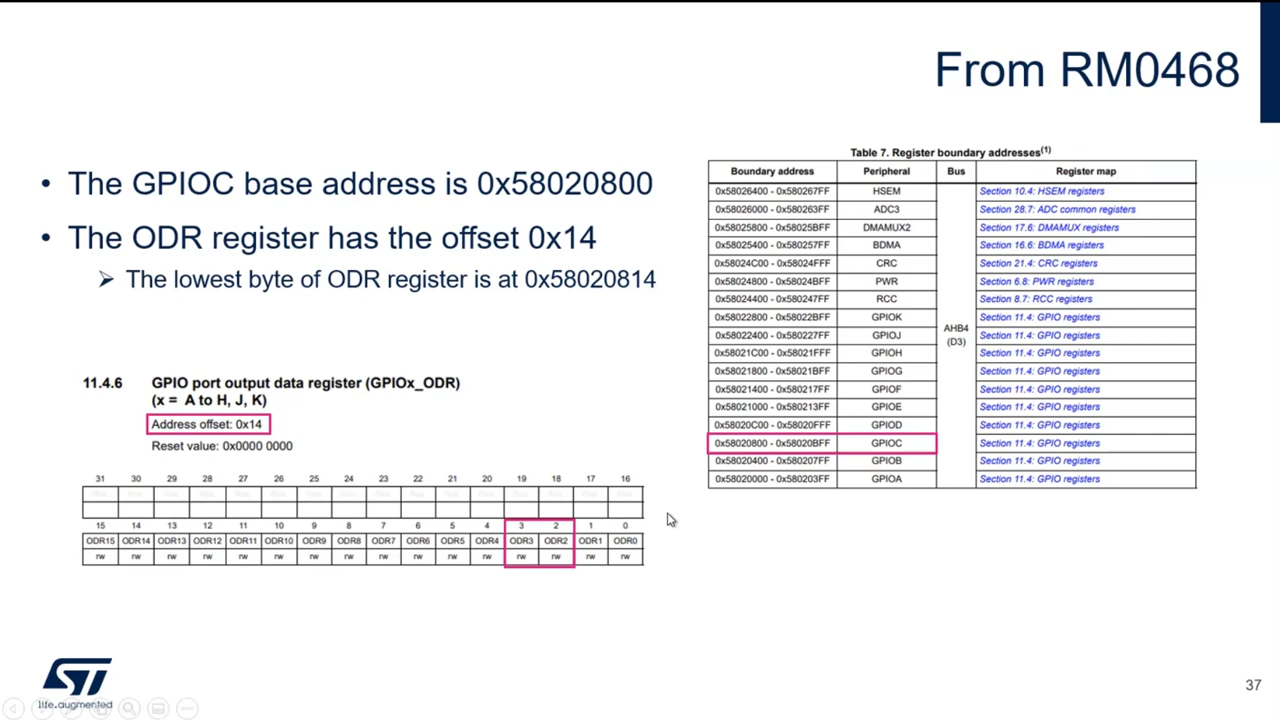 From RM0468
• The GPIOC base address is 0x58020800
• The ODR register has the offset 0x14
➢ The lowest byte of ODR register is at 0x58020814
11.4.6 GPIO port output data register (GPIOx_ODR)
(x = A to H, J, K)
Address offset: 0x14
Reset value: 0x0000 0000
31 30 29 28 27 26 25 24 23 22 21 20 19 18 17 16
15 14 13 12 11 10 9 8 7 6 5 4 3 2 1 0
ODR15 ODR14 ODR13 ODR12 ODR11 ODR10 ODR9 ODR8 ODR7 ODR6 ODR5 ODR4 ODR3 ODR2 ODR1 ODR0
rw rw rw rw rw rw rw rw rw rw rw rw rw rw rw rw
Table 7. Register boundary addresses(1)
Boundary address Peripheral Bus Register map
0x58026400 - 0x580267FF HSEM Section 10.4: HSEM registers
0x58026000 - 0x580263FF ADC3 Section 28.7: ADC common registers
0x58025800 - 0x58025BFF DMAMUX2 Section 17.6: DMAMUX registers
0x58025400 - 0x580257FF BDMA Section 16.6: BDMA registers
0x58024C00 - 0x58024FFF CRC Section 21.4: CRC registers
0x58024800 - 0x58024BFF PWR Section 6.8: PWR registers
0x58024400 - 0x580247FF RCC Section 8.7: RCC registers
0x58022800 - 0x58022BFF GPIOK Section 11.4: GPIO registers
0x58022400 - 0x580227FF GPIOJ AHB4 Section 11.4: GPIO registers
0x58021C00 - 0x58021FFF GPIOH (D3) Section 11.4: GPIO registers
0x58021800 - 0x58021BFF GPIOG Section 11.4: GPIO registers
0x58021400 - 0x580217FF GPIOF Section 11.4: GPIO registers
0x58021000 - 0x580213FF GPIOE Section 11.4: GPIO registers
0x58020C00 - 0x58020FFF GPIOD Section 11.4: GPIO registers
0x58020800 - 0x58020BFF GPIOC Section 11.4: GPIO registers
0x58020400 - 0x580207FF GPIOB Section 11.4: GPIO registers
0x58020000 - 0x580203FF GPIOA Section 11.4: GPIO registers
ST
life.augmented
37